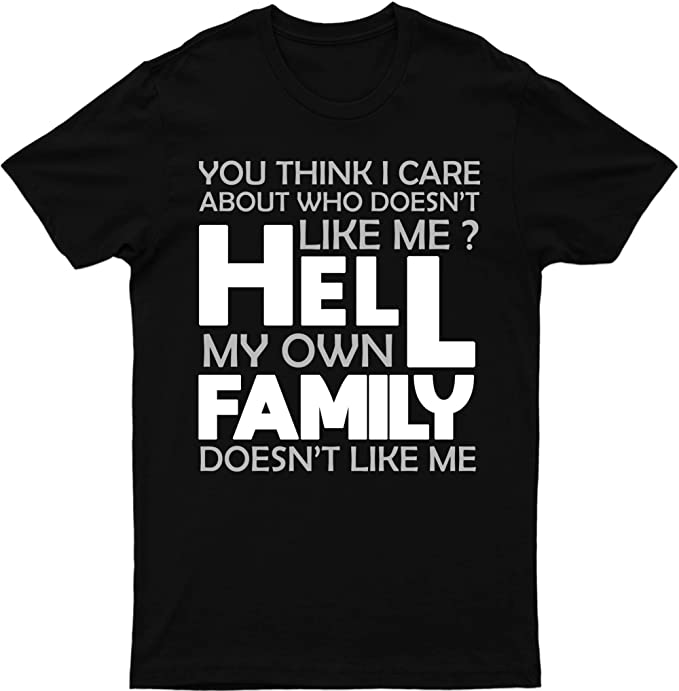 YOU THINK I CARE
ABOUT WHO DOESN'T
LIKE ME ?
HELL
MY OWN
FAMILY
DOESN'T LIKE ME